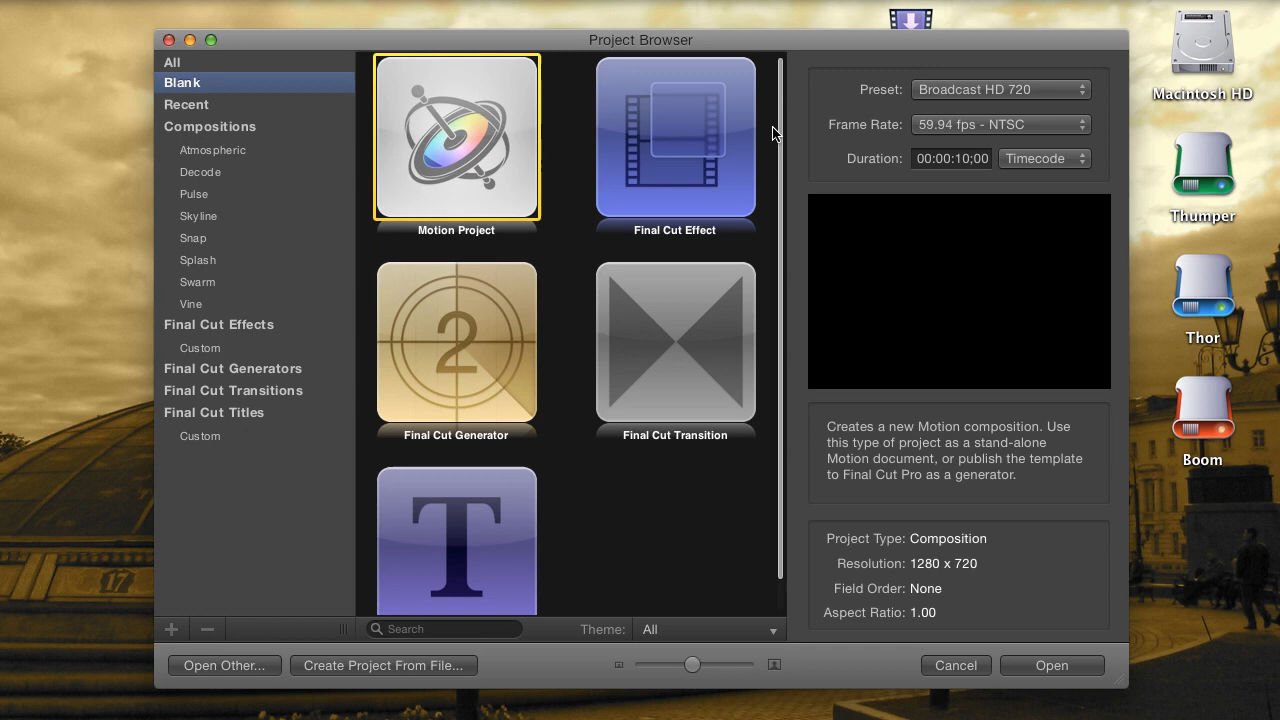 Project Browser
All
Blank
Recent
Compositions
Atmospheric
Decode
Pulse
Skyline
Snap
Splash
Swarm
Vine
Final Cut Effects
Custom
Final Cut Generators
Final Cut Transitions
Final Cut Titles
Custom
Motion Project
Final Cut Effect
2
Final Cut Generator
Final Cut Transition
T
Search
Theme: All
Preset: Broadcast HD 720
Frame Rate: 59.94 fps - NTSC
Duration: 00:00:10;00 Timecode
Creates a new Motion composition. Use
this type of project as a stand-alone
Motion document, or publish the template
to Final Cut Pro as a generator.
Project Type: Composition
Resolution: 1280 x 720
Field Order: None
Aspect Ratio: 1.00
Open Other...
Create Project From File...
Cancel
Open
Macintosh HD
Thumper
Thor
Boom
17